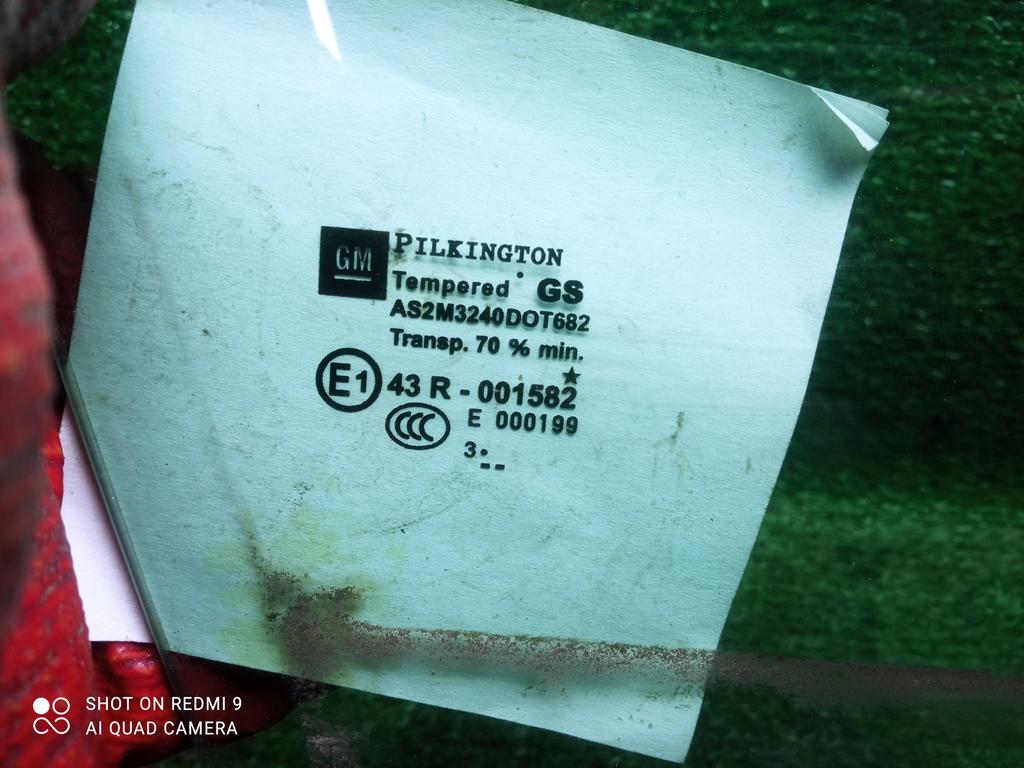 GM
PILKINGTON
Tempered GS
AS2M3240DOT682
Transp. 70 % min.
E1 43 R - 001582
CCC E 000199
3
SHOT ON REDMI 9
AI QUAD CAMERA